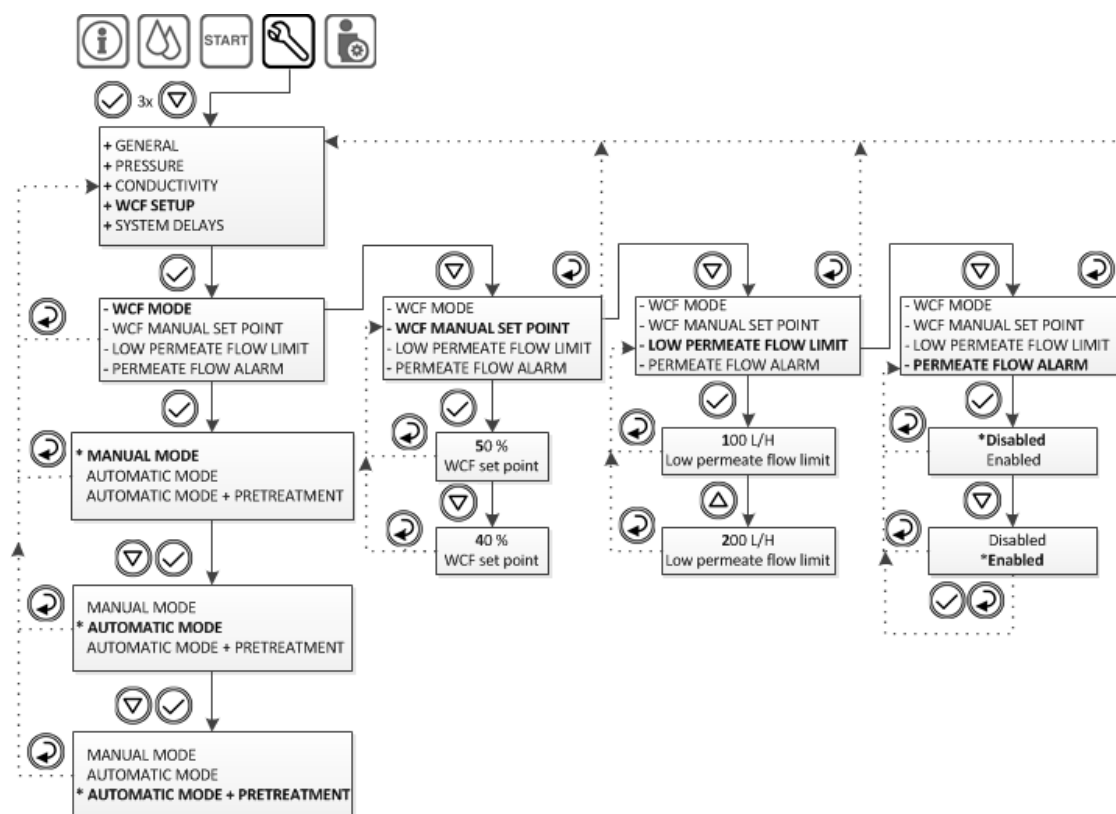 START
3x
+ GENERAL
+ PRESSURE
+ CONDUCTIVITY
+ WCF SETUP
+ SYSTEM DELAYS
- WCF MODE
- WCF MANUAL SET POINT
- LOW PERMEATE FLOW LIMIT
- PERMEATE FLOW ALARM
* MANUAL MODE
AUTOMATIC MODE
AUTOMATIC MODE + PRETREATMENT
MANUAL MODE
* AUTOMATIC MODE
AUTOMATIC MODE + PRETREATMENT
MANUAL MODE
AUTOMATIC MODE
* AUTOMATIC MODE + PRETREATMENT
- WCF MODE
- WCF MANUAL SET POINT
- LOW PERMEATE FLOW LIMIT
- PERMEATE FLOW ALARM
50 %
WCF set point
40 %
WCF set point
- WCF MODE
- WCF MANUAL SET POINT
- LOW PERMEATE FLOW LIMIT
- PERMEATE FLOW ALARM
100 L/H
Low permeate flow limit
200 L/H
Low permeate flow limit
- WCF MODE
- WCF MANUAL SET POINT
- LOW PERMEATE FLOW LIMIT
- PERMEATE FLOW ALARM
*Disabled
Enabled
Disabled
*Enabled